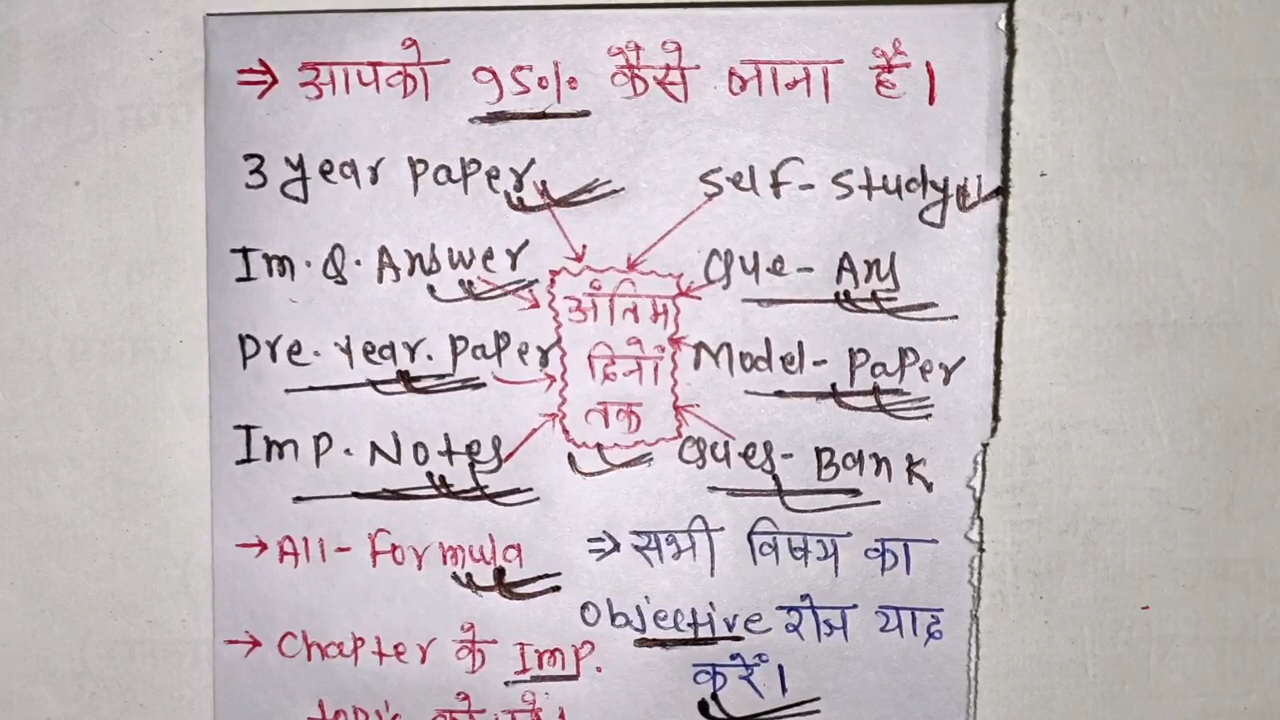 ⇒ आपको 95% कैसे लाना है।
3 Year Paper
Self-Study
Im.Q.Answer
Que-Ans
Pre.Year.Paper
Model-Paper
Imp.Notes
Ques-Bank
अंतिम
दिनों
तक
→ All-Formula
⇒ सभी विषय का
Objective रोज याद
करें।
→ Chapter के Imp.
topic को